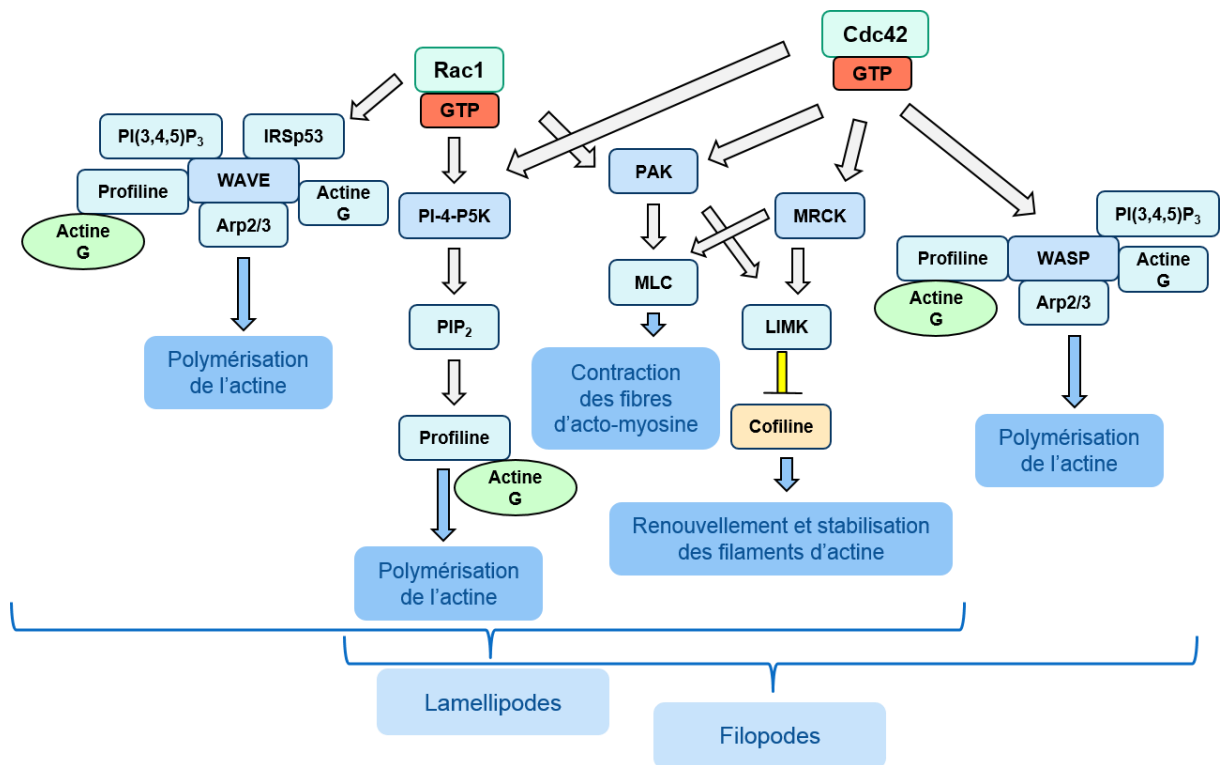 Cdc42
GTP
Rac1
GTP
PI(3,4,5)P₃
IRSp53
Profiline
WAVE
Actine
G
Arp2/3
Actine
G
PI-4-P5K
PAK
MRCK
PI(3,4,5)P₃
Profiline
WASP
Actine
G
Arp2/3
Actine
G
MLC
PIP₂
LIMK
Polymérisation
de l'actine
Contraction
des fibres
d'acto-myosine
Cofiline
Profiline
Actine
G
Polymérisation
de l'actine
Renouvellement et stabilisation
des filaments d'actine
Polymérisation
de l'actine
Lamellipodes
Filopodes